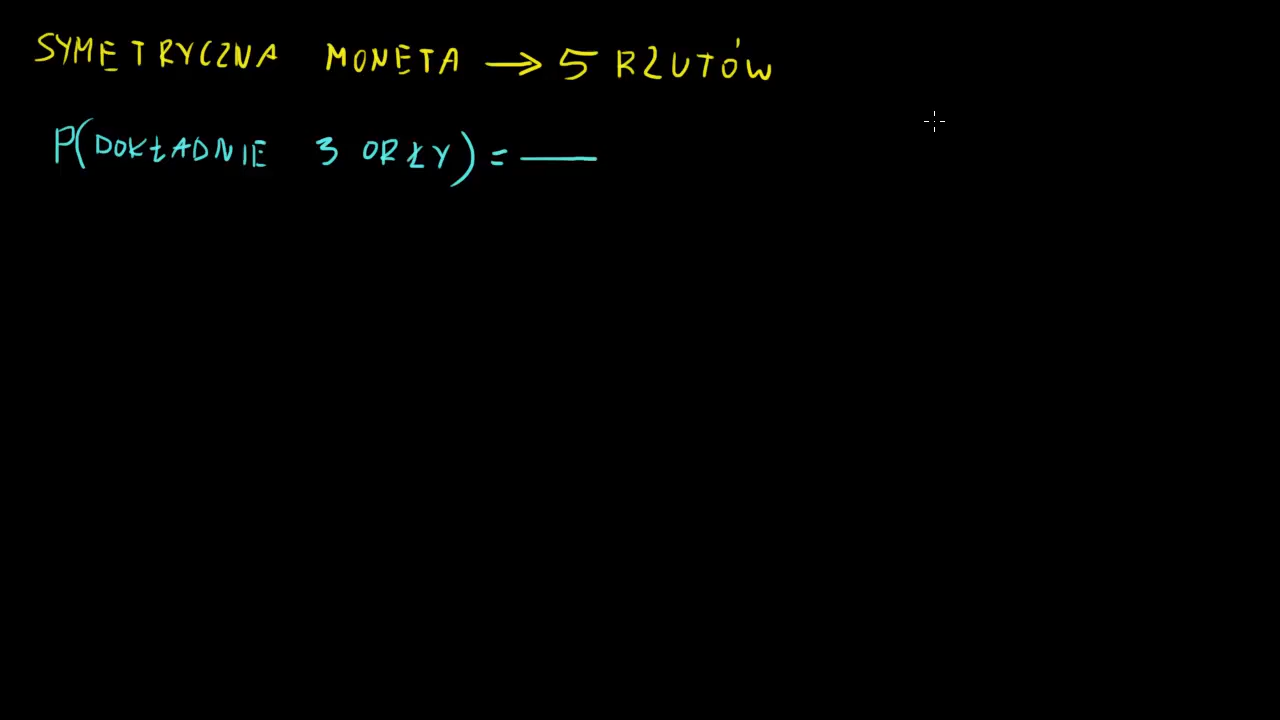 SYMETRYCZNA MONETA → 5 RZUTÓW
P(DOKŁADNIE 3 ORŁY) = ___